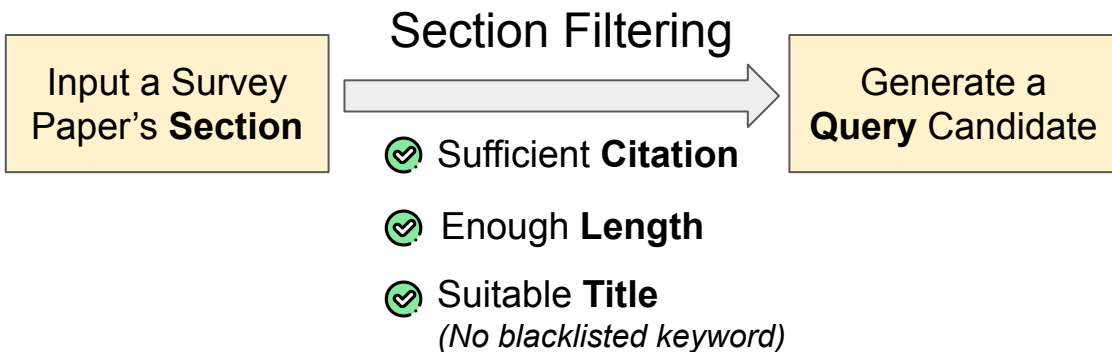 Section Filtering
Input a Survey
Paper's Section
Generate a
Query Candidate
Sufficient Citation
Enough Length
Suitable Title
(No blacklisted keyword)